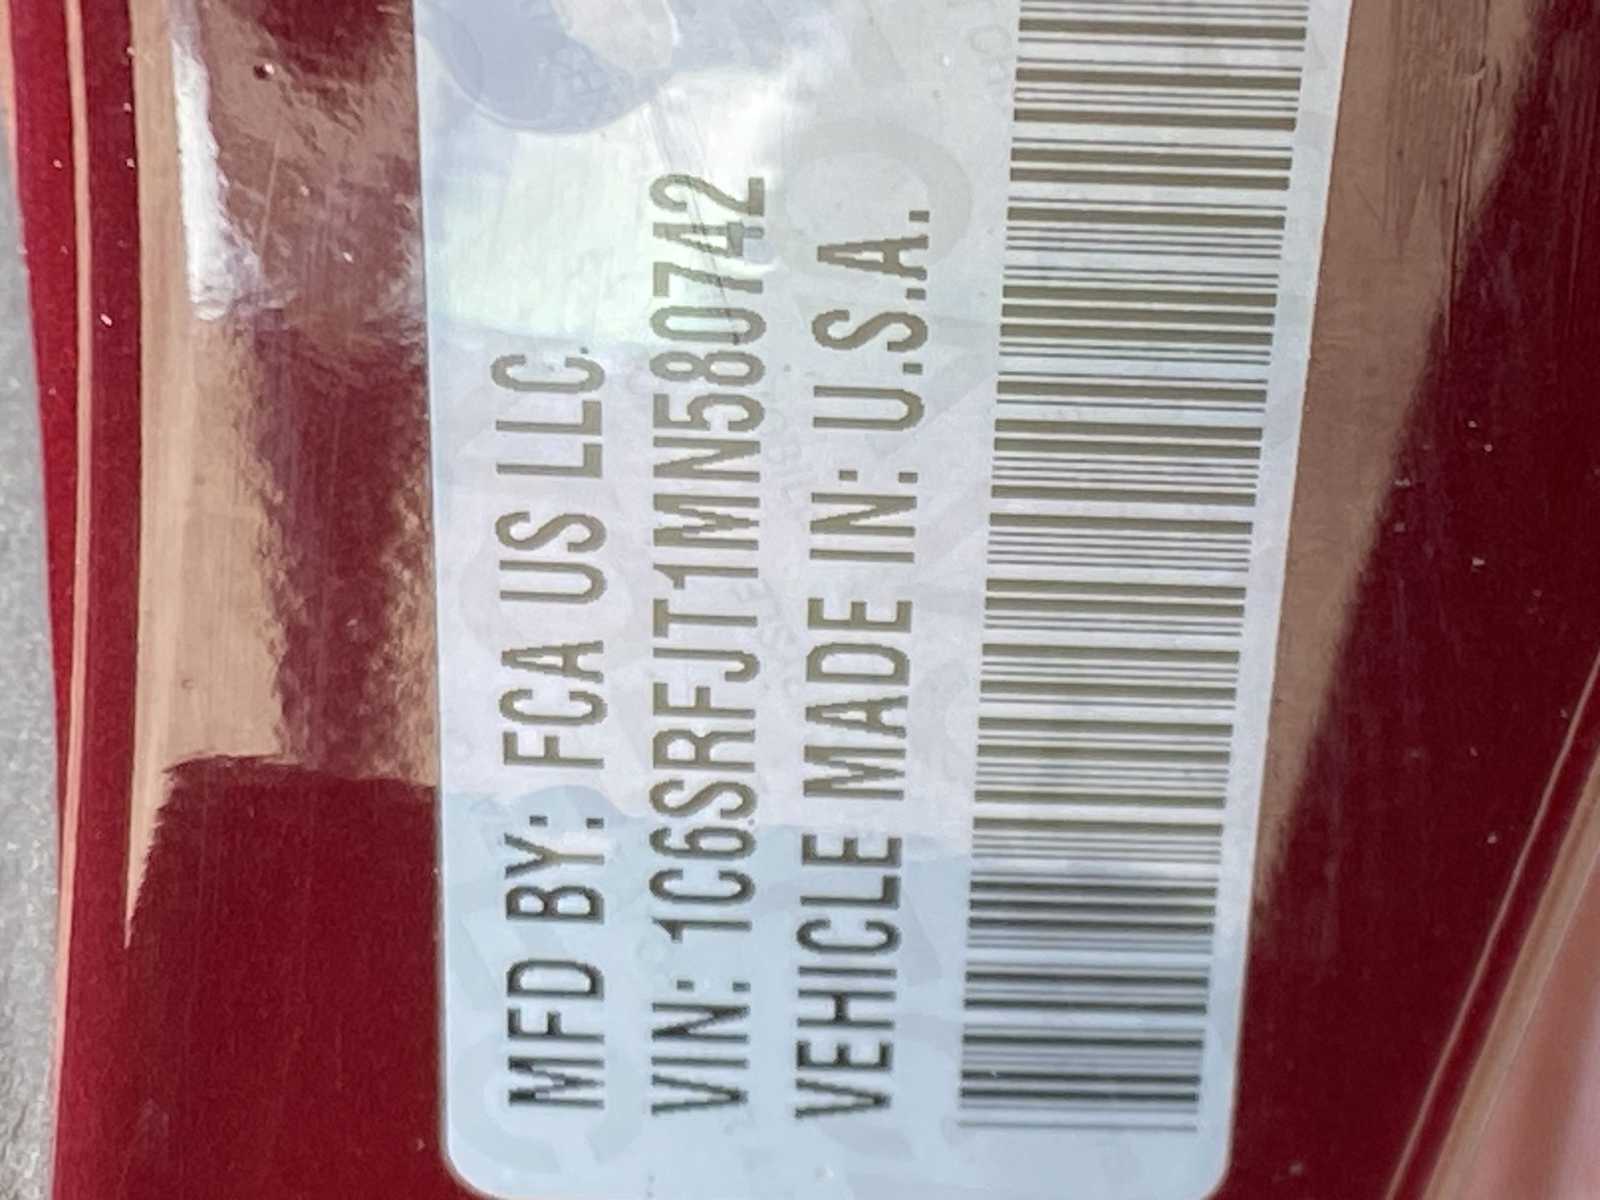 MFD BY: FCA US LLC.
VIN: 1C6SRFJT1MN580742
VEHICLE MADE IN: U.S.A.